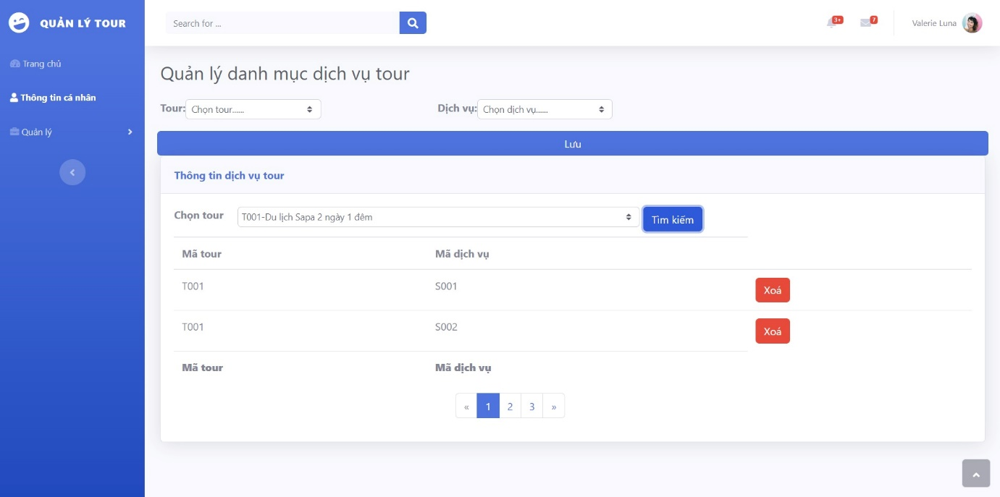 QUẢN LÝ TOUR
Search for ...
3+
7
Valerie Luna
Trang chủ
Thông tin cá nhân
Quản lý
Quản lý danh mục dịch vụ tour
Tour: Chọn tour......
Dịch vụ: Chọn dịch vụ......
Lưu
Thông tin dịch vụ tour
Chọn tour T001-Du lịch Sapa 2 ngày 1 đêm Tìm kiếm
Mã tour Mã dịch vụ
T001 S001 Xoá
T001 S002 Xoá
Mã tour Mã dịch vụ
« 1 2 3 »